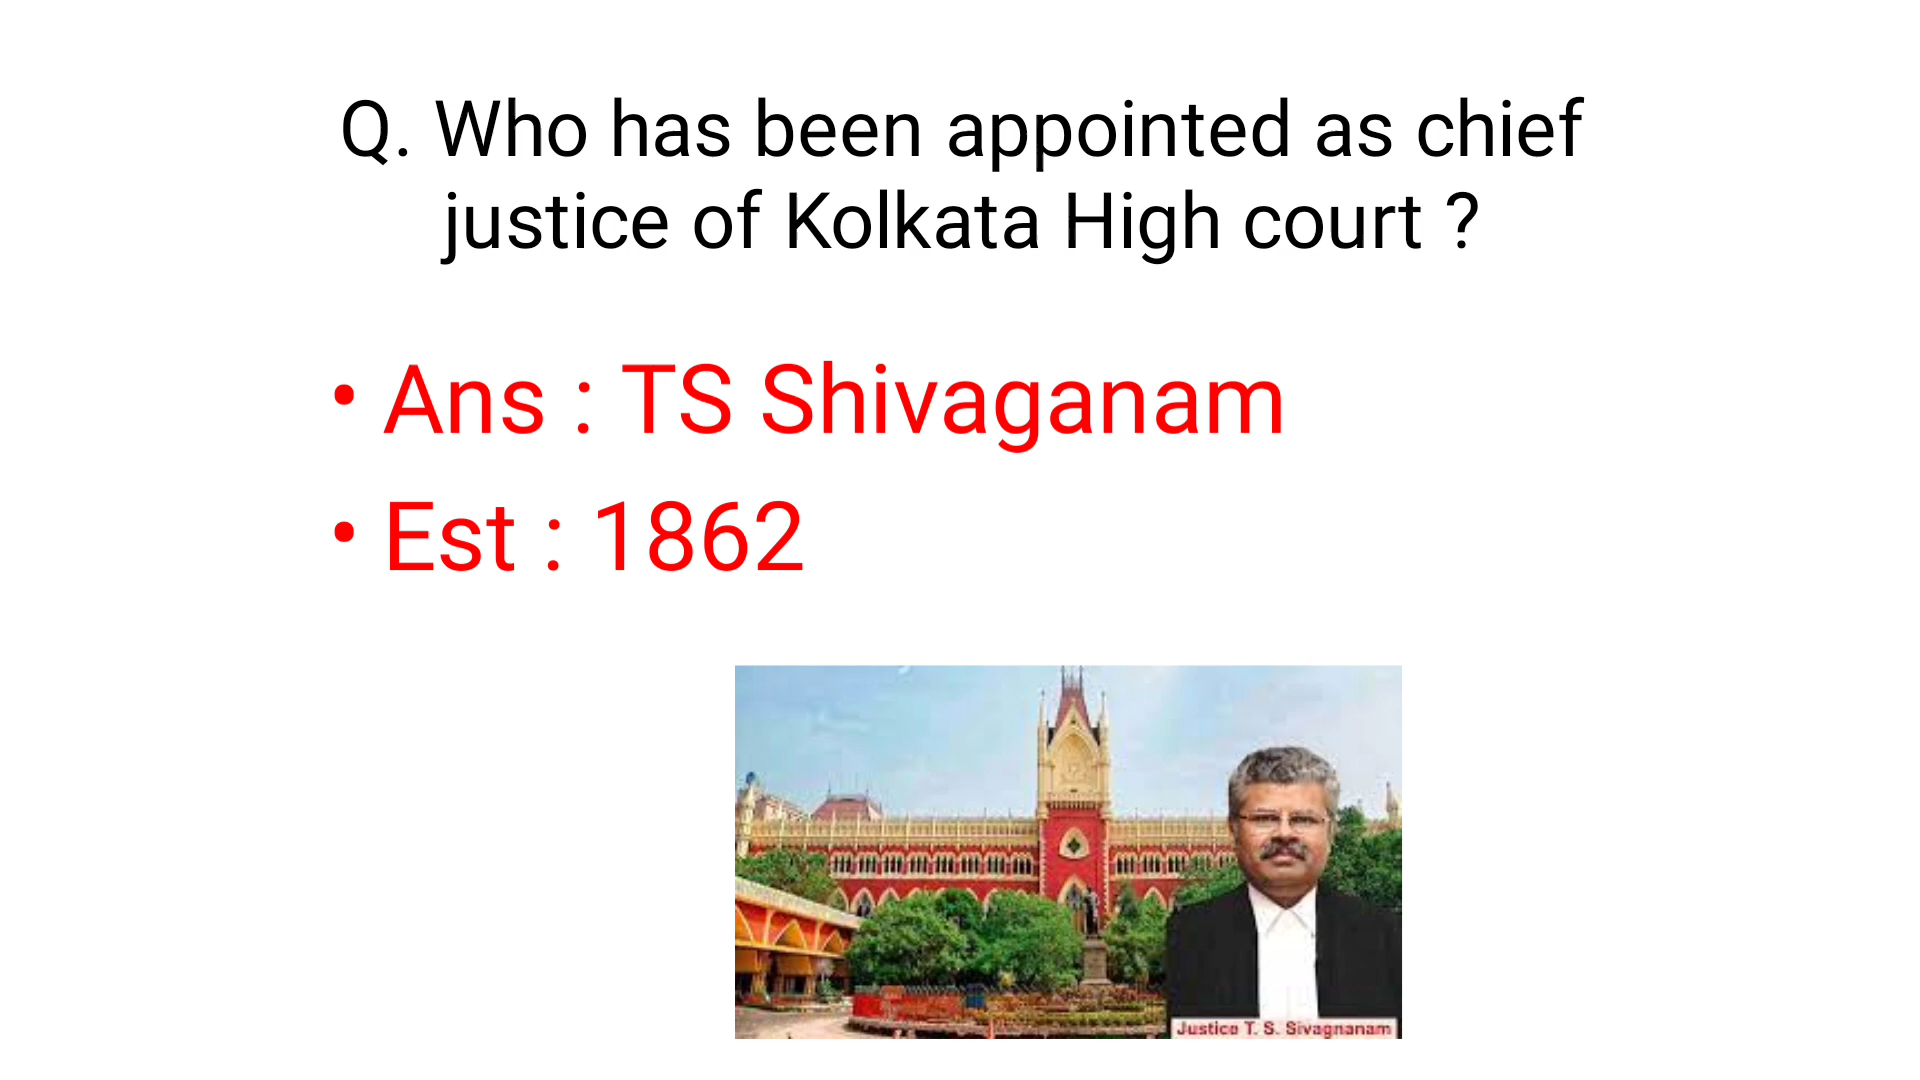 Q. Who has been appointed as chief
justice of Kolkata High court ?
• Ans : TS Shivaganam
• Est : 1862
Justice T. S. Sivagnanam